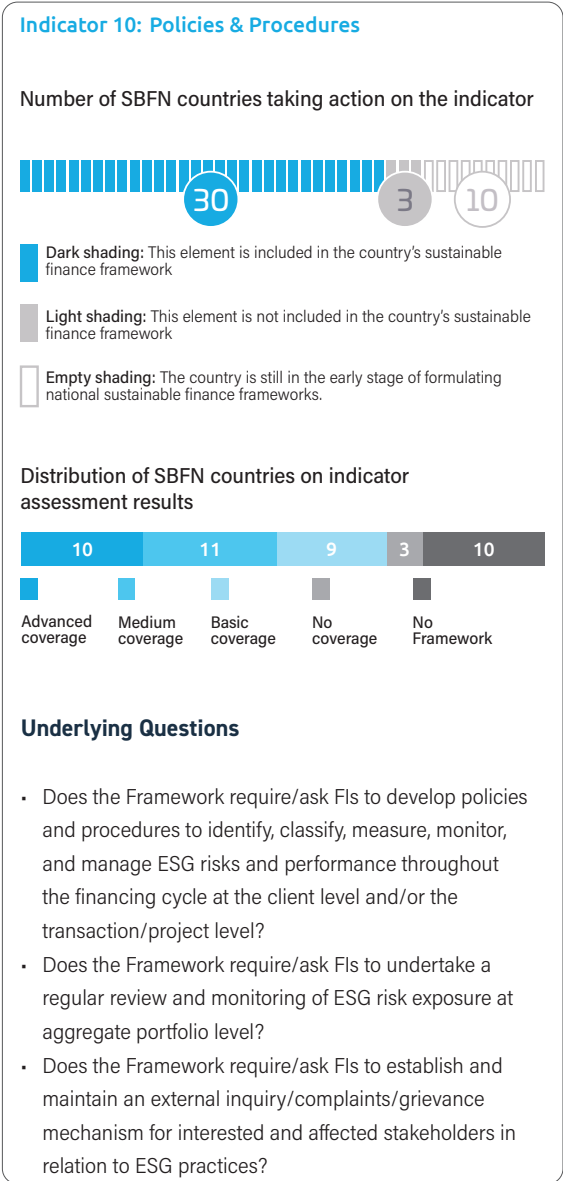 Indicator 10: Policies & Procedures
Number of SBFN countries taking action on the indicator
30
3
10
Dark shading: This element is included in the country's sustainable
finance framework
Light shading: This element is not included in the country's sustainable
finance framework
Empty shading: The country is still in the early stage of formulating
national sustainable finance frameworks.
Distribution of SBFN countries on indicator
assessment results
10 11 9 3 10
Advanced
coverage
Medium
coverage
Basic
coverage
No
coverage
No
Framework
Underlying Questions
• Does the Framework require/ask FIs to develop policies
and procedures to identify, classify, measure, monitor,
and manage ESG risks and performance throughout
the financing cycle at the client level and/or the
transaction/project level?
• Does the Framework require/ask FIs to undertake a
regular review and monitoring of ESG risk exposure at
aggregate portfolio level?
• Does the Framework require/ask FIs to establish and
maintain an external inquiry/complaints/grievance
mechanism for interested and affected stakeholders in
relation to ESG practices?